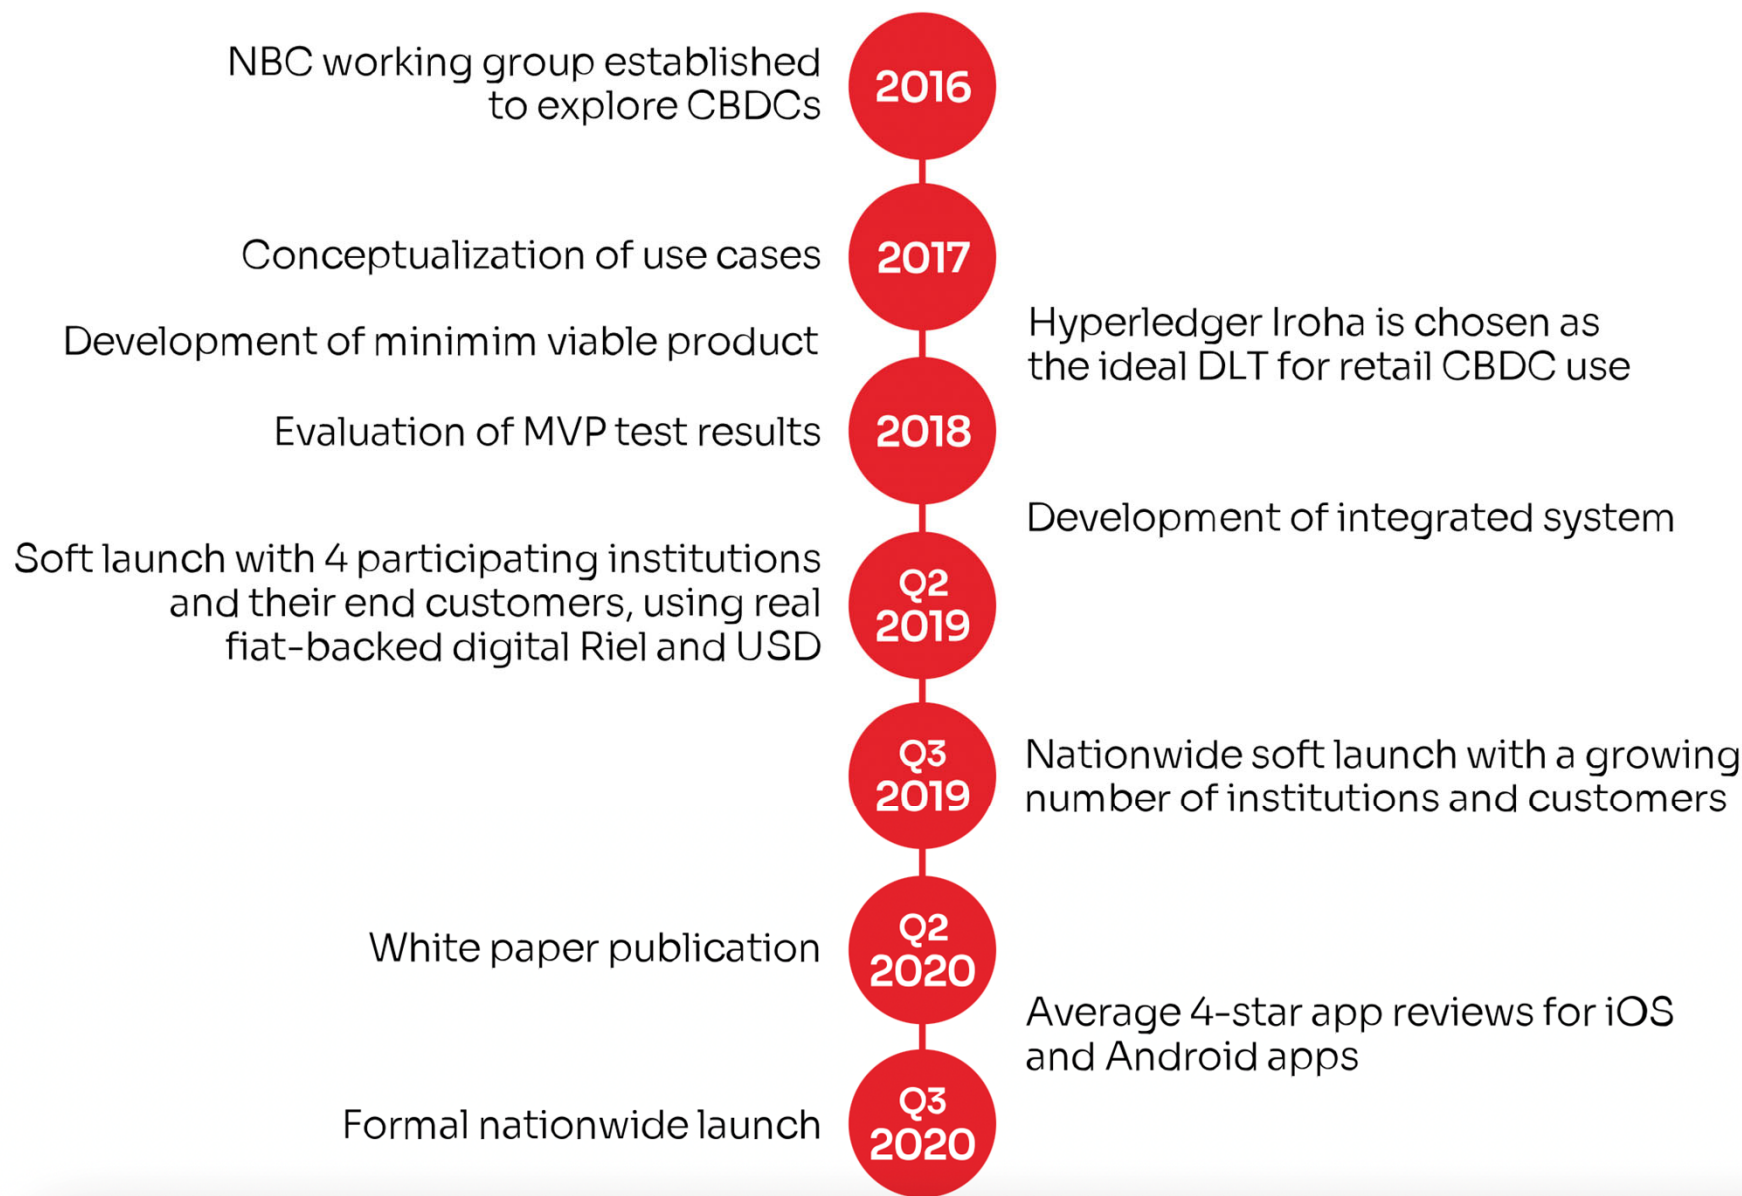 NBC working group established
to explore CBDCs
2016
Conceptualization of use cases
2017
Development of minimim viable product
Hyperledger Iroha is chosen as
the ideal DLT for retail CBDC use
Evaluation of MVP test results
2018
Development of integrated system
Soft launch with 4 participating institutions
and their end customers, using real
fiat-backed digital Riel and USD
Q2
2019
Q3
2019
Nationwide soft launch with a growing
number of institutions and customers
White paper publication
Q2
2020
Average 4-star app reviews for iOS
and Android apps
Formal nationwide launch
Q3
2020